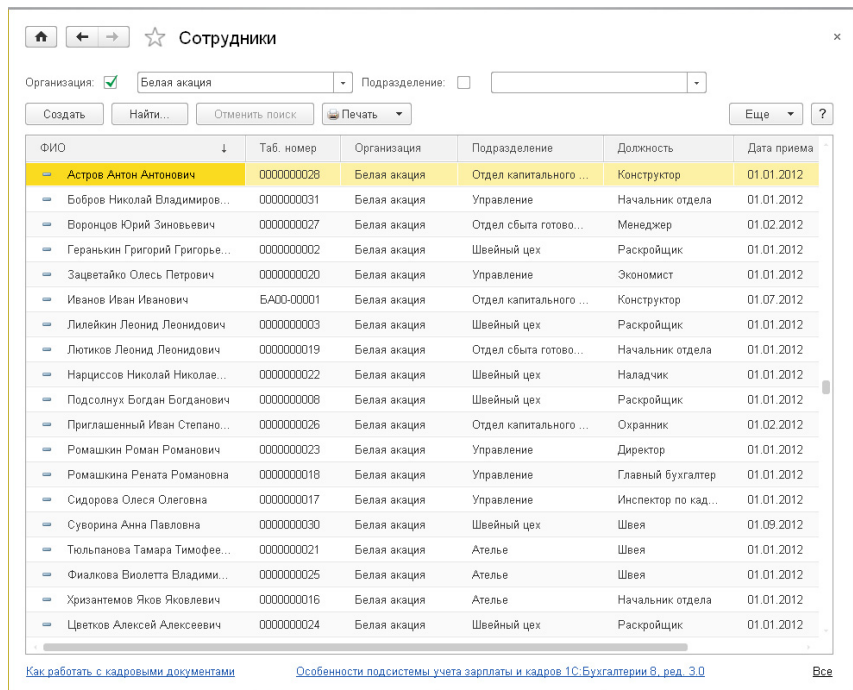 Сотрудники
Организация: Белая акация Подразделение:
Создать Найти... Отменить поиск Печать Еще ?
ФИО ↓ Таб. номер Организация Подразделение Должность Дата приема
Астров Антон Антонович 0000000028 Белая акация Отдел капитального ... Конструктор 01.01.2012
Бобров Николай Владимиров... 0000000031 Белая акация Управление Начальник отдела 01.01.2012
Воронцов Юрий Зиновьевич 0000000027 Белая акация Отдел сбыта готово... Менеджер 01.02.2012
Геранькин Григорий Григорье... 0000000002 Белая акация Швейный цех Раскройщик 01.01.2012
Зацветайко Олесь Петрович 0000000020 Белая акация Управление Экономист 01.01.2012
Иванов Иван Иванович БА00-00001 Белая акация Отдел капитального ... Конструктор 01.07.2012
Лилейкин Леонид Леонидович 0000000003 Белая акация Швейный цех Раскройщик 01.01.2012
Лютиков Леонид Леонидович 0000000019 Белая акация Отдел сбыта готово... Начальник отдела 01.01.2012
Нарциссов Николай Николае... 0000000022 Белая акация Швейный цех Наладчик 01.01.2012
Подсолнух Богдан Богданович 0000000008 Белая акация Швейный цех Раскройщик 01.01.2012
Приглашенный Иван Степано... 0000000026 Белая акация Отдел капитального ... Охранник 01.02.2012
Ромашкин Роман Романович 0000000023 Белая акация Управление Директор 01.01.2012
Ромашкина Рената Романовна 0000000018 Белая акация Управление Главный бухгалтер 01.01.2012
Сидорова Олеся Олеговна 0000000017 Белая акация Управление Инспектор по кад... 01.01.2012
Суворина Анна Павловна 0000000030 Белая акация Швейный цех Швея 01.09.2012
Тюльпанова Тамара Тимофее... 0000000021 Белая акация Ателье Швея 01.01.2012
Фиалкова Виолетта Владими... 0000000025 Белая акация Ателье Швея 01.01.2012
Хризантемов Яков Яковлевич 0000000016 Белая акация Ателье Начальник отдела 01.01.2012
Цветков Алексей Алексеевич 0000000024 Белая акация Швейный цех Раскройщик 01.01.2012
Как работать с кадровыми документами Особенности подсистемы учета зарплаты и кадров 1С:Бухгалтерии 8, ред. 3.0 Все